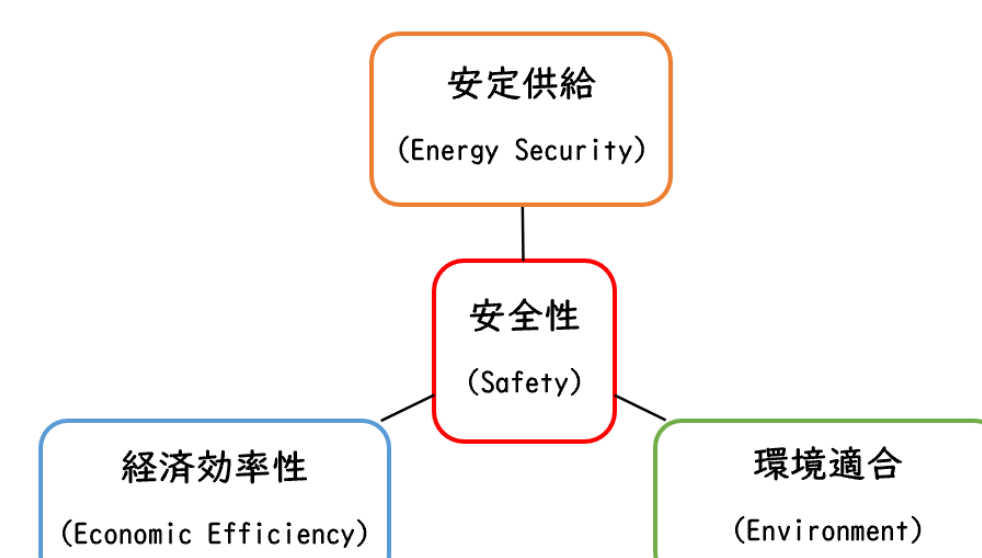 安定供給
(Energy Security)
安全性
(Safety)
経済効率性
(Economic Efficiency)
環境適合
(Environment)